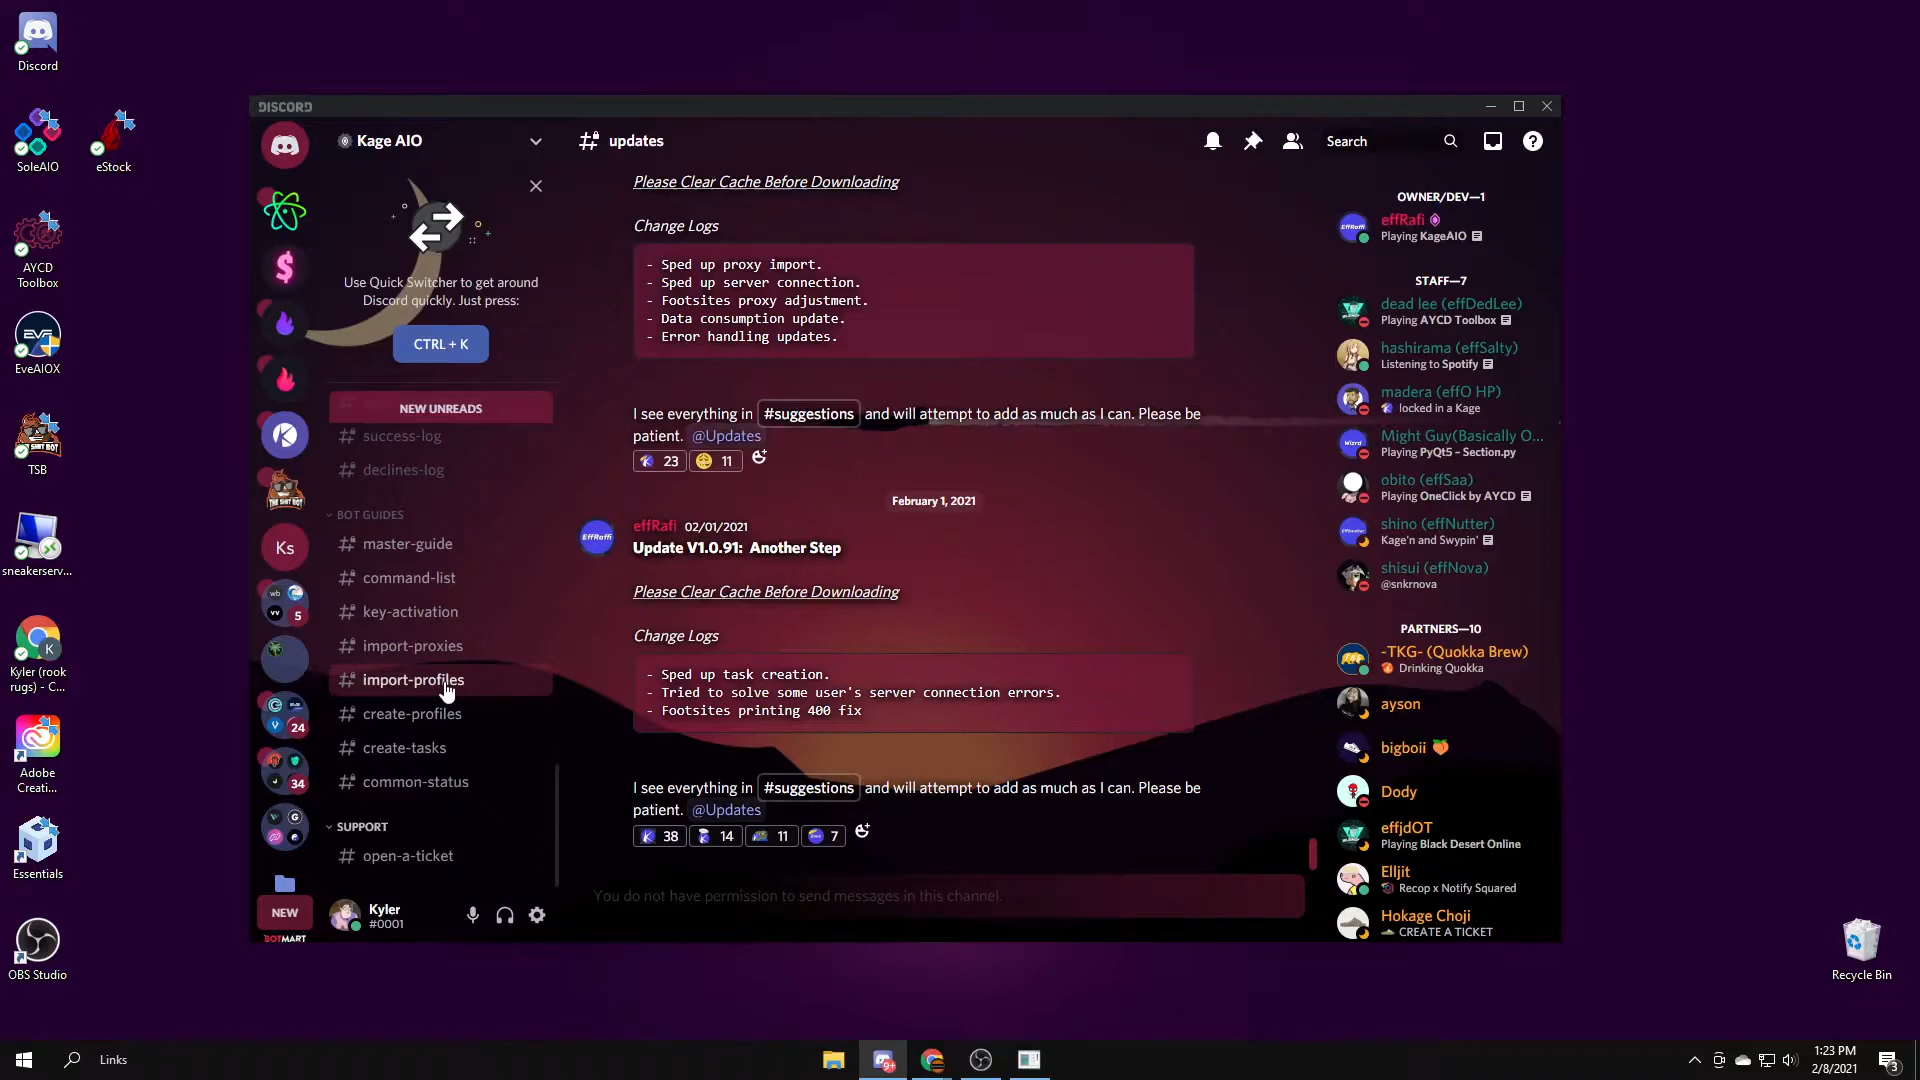 Discord
SoleAIO
eStock
AYCD
Toolbox
EveAIOX
TSB
sneakerserv...
Kyler (rook
rugs) - C...
Adobe
Creati...
Essentials
OBS Studio
Recycle Bin
DISCORD
Kage AIO
Use Quick Switcher to get around
Discord quickly. Just press:
CTRL + K
NEW UNREADS
success-log
declines-log
BOT GUIDES
master-guide
command-list
key-activation
import-proxies
import-profiles
create-profiles
create-tasks
common-status
SUPPORT
open-a-ticket
Kyler
#0001
Ks
5
24
34
NEW
BOTMART
updates
Search
Please Clear Cache Before Downloading
Change Logs
- Sped up proxy import.
- Sped up server connection.
- Footsites proxy adjustment.
- Data consumption update.
- Error handling updates.
I see everything in #suggestions and will attempt to add as much as I can. Please be
patient. @Updates
23 11
February 1, 2021
effRafi 02/01/2021
Update V1.0.91: Another Step
Please Clear Cache Before Downloading
Change Logs
- Sped up task creation.
- Tried to solve some user's server connection errors.
- Footsites printing 400 fix
I see everything in #suggestions and will attempt to add as much as I can. Please be
patient. @Updates
38 14 11 7
You do not have permission to send messages in this channel.
OWNER/DEV—1
effRafi
Playing KageAIO
STAFF—7
dead lee (effDedLee)
Playing AYCD Toolbox
hashirama (effSalty)
Listening to Spotify
madera (effO HP)
locked in a Kage
Might Guy(Basically O...
Playing PyQt5 – Section.py
obito (effSaa)
Playing OneClick by AYCD
shino (effNutter)
Kage'n and Swypin'
shisui (effNova)
@snkrnova
PARTNERS—10
-TKG- (Quokka Brew)
Drinking Quokka
ayson
bigboii
Dody
effjdOT
Playing Black Desert Online
Elljit
Recop x Notify Squared
Hokage Choji
CREATE A TICKET
Links
9+
1:23 PM
2/8/2021
3